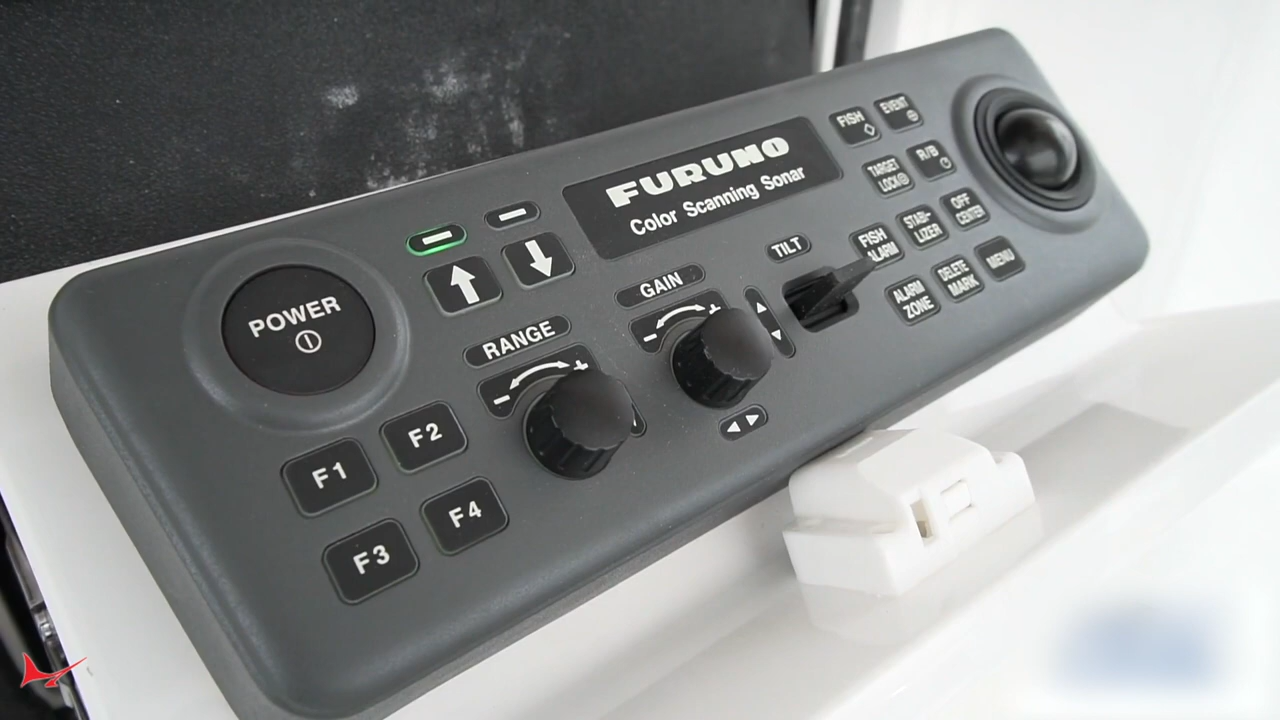 FURUNO
Color Scanning Sonar
POWER
RANGE
- +
GAIN
- +
TILT
F1
F2
F3
F4
FISH
EVENT
TARGET
LOCK
R/B
FISH
ALARM
STABI-
LIZER
OFF
CENTER
ALARM
ZONE
DELETE
MARK
MENU